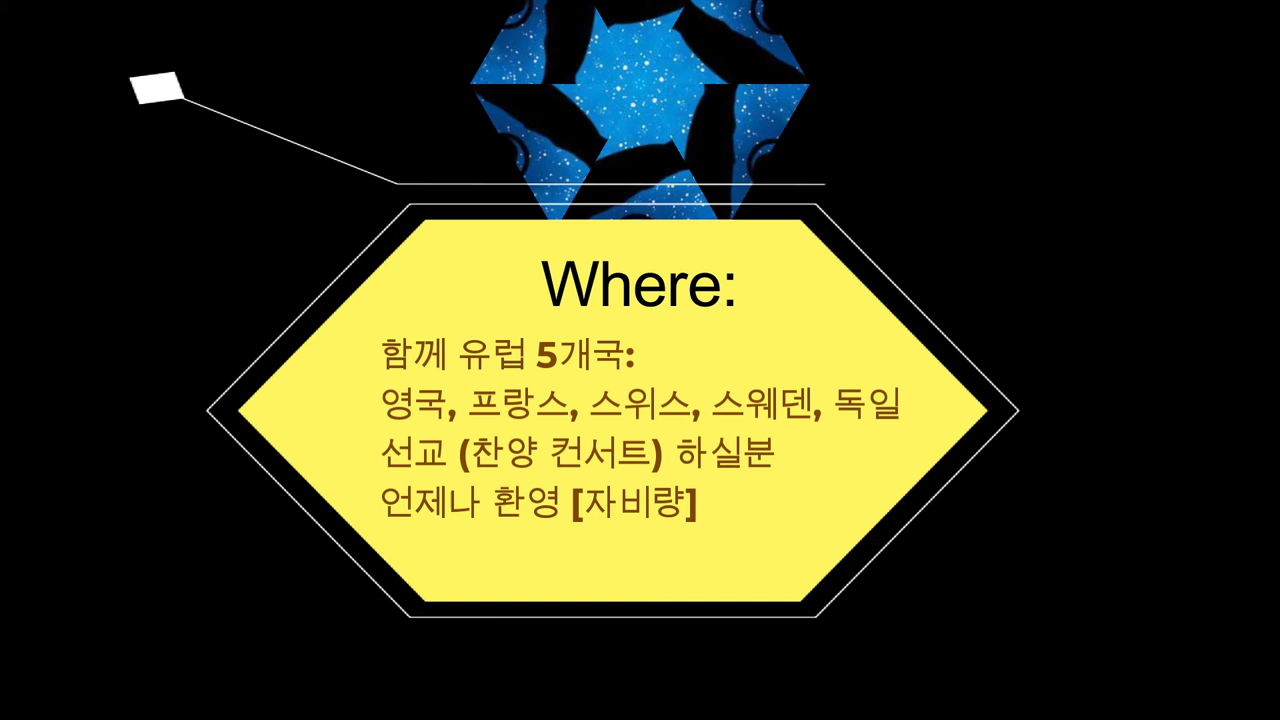 Where:
함께 유럽 5개국:
영국, 프랑스, 스위스, 스웨덴, 독일
선교 (찬양 컨서트) 하실분
언제나 환영 [자비량]